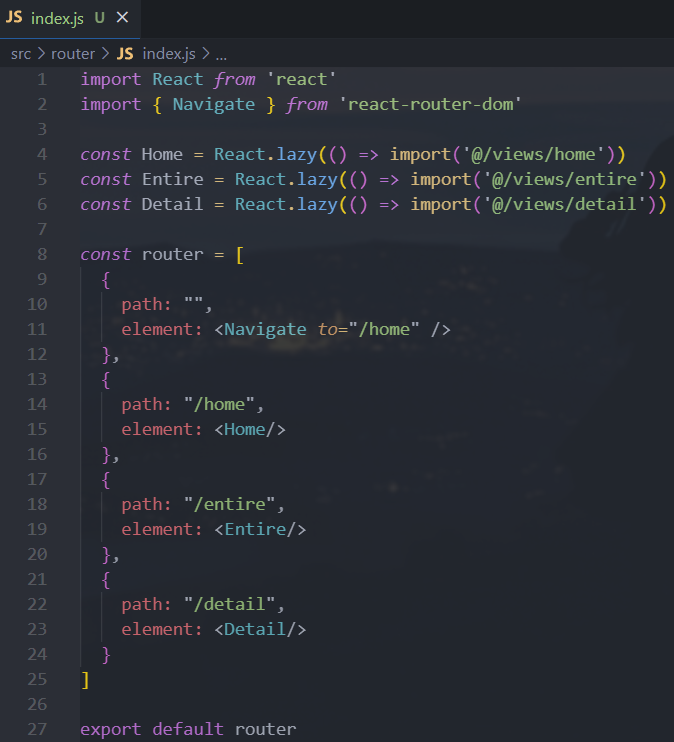 JS index.js U ×
src > router > JS index.js > ...
1 import React from 'react'
2 import { Navigate } from 'react-router-dom'
3
4 const Home = React.lazy(() => import('@/views/home'))
5 const Entire = React.lazy(() => import('@/views/entire'))
6 const Detail = React.lazy(() => import('@/views/detail'))
7
8 const router = [
9   {
10     path: "",
11     element: <Navigate to="/home" />
12   },
13   {
14     path: "/home",
15     element: <Home/>
16   },
17   {
18     path: "/entire",
19     element: <Entire/>
20   },
21   {
22     path: "/detail",
23     element: <Detail/>
24   }
25 ]
26
27 export default router